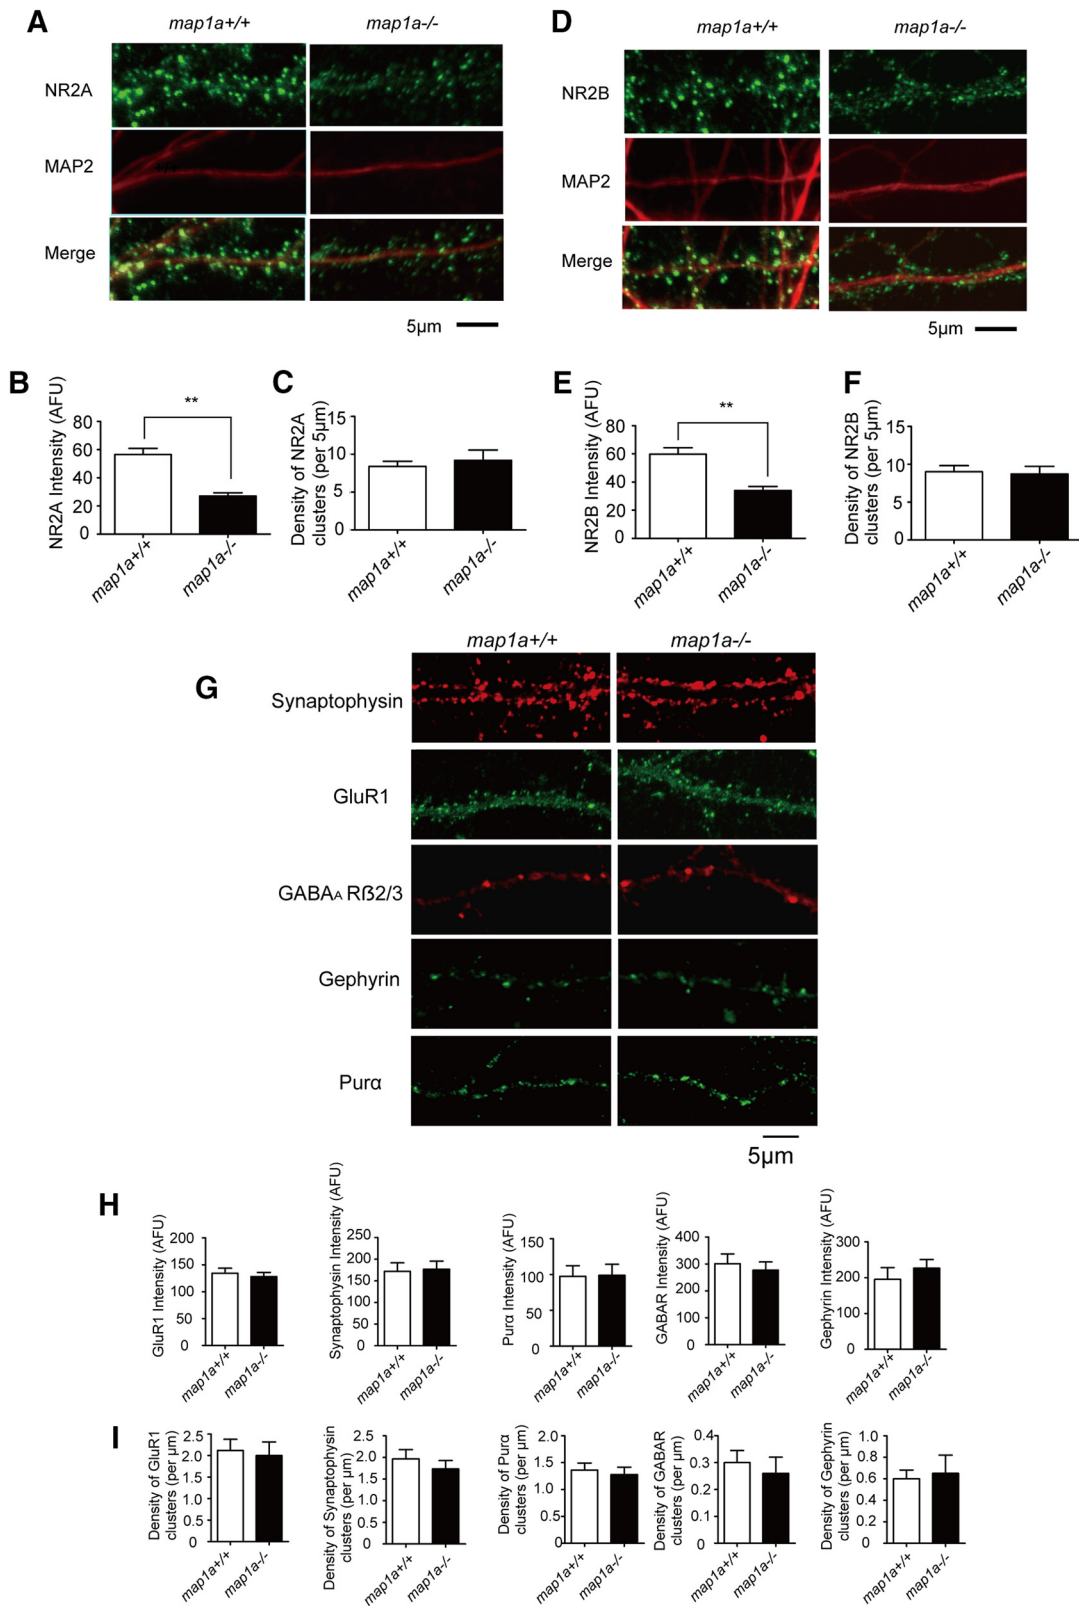 A
map1a+/+
map1a-/-
NR2A
MAP2
Merge
5µm
D
map1a+/+
map1a-/-
NR2B
MAP2
Merge
5µm
B
NR2A Intensity (AFU)
80
60
40
20
0
**
map1a+/+
map1a-/-
C
Density of NR2A
clusters (per 5µm)
15
10
5
0
map1a+/+
map1a-/-
E
NR2B Intensity (AFU)
80
60
40
20
0
**
map1a+/+
map1a-/-
F
Density of NR2B
clusters (per 5µm)
15
10
5
0
map1a+/+
map1a-/-
G
map1a+/+
map1a-/-
Synaptophysin
GluR1
GABAA Rß2/3
Gephyrin
Purα
5µm
H
GluR1 Intensity (AFU)
200
150
100
50
0
map1a+/+
map1a-/-
Synaptophysin Intensity (AFU)
250
200
150
100
50
0
map1a+/+
map1a-/-
Purα Intensity (AFU)
150
100
50
0
map1a+/+
map1a-/-
GABAR Intensity (AFU)
400
300
200
100
0
map1a+/+
map1a-/-
Gephyrin Intensity (AFU)
300
200
100
0
map1a+/+
map1a-/-
I
Density of GluR1
clusters (per µm)
2.5
2.0
1.5
1.0
0.5
0
map1a+/+
map1a-/-
Density of Synaptophysin
clusters (per µm)
2.5
2.0
1.5
1.0
0.5
0
map1a+/+
map1a-/-
Density of Purα
clusters (per µm)
2.0
1.5
1.0
0.5
0
map1a+/+
map1a-/-
Density of GABAR
clusters (per µm)
0.4
0.3
0.2
0.1
0
map1a+/+
map1a-/-
Density of Gephyrin
clusters (per µm)
1.0
0.8
0.6
0.4
0.2
0
map1a+/+
map1a-/-